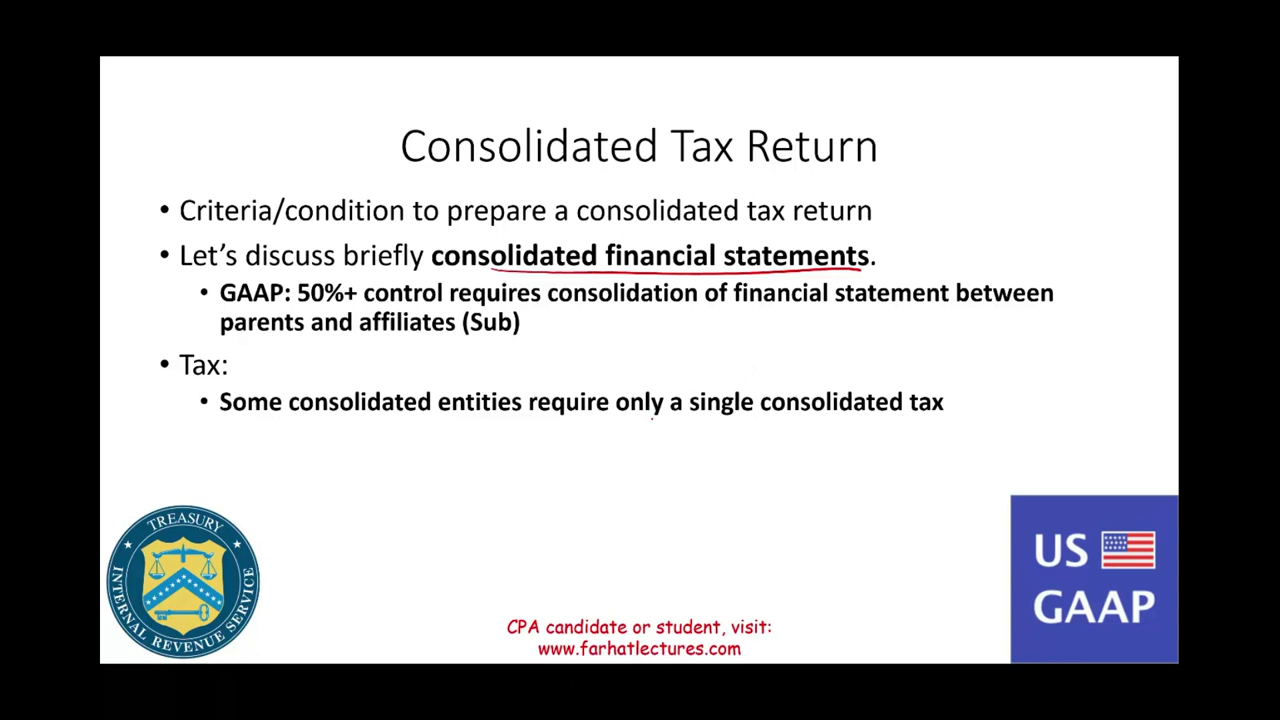 Consolidated Tax Return
• Criteria/condition to prepare a consolidated tax return
• Let’s discuss briefly consolidated financial statements.
• GAAP: 50%+ control requires consolidation of financial statement between
parents and affiliates (Sub)
• Tax:
• Some consolidated entities require only a single consolidated tax
TREASURY
INTERNAL REVENUE SERVICE
US
GAAP
CPA candidate or student, visit:
www.farhatlectures.com